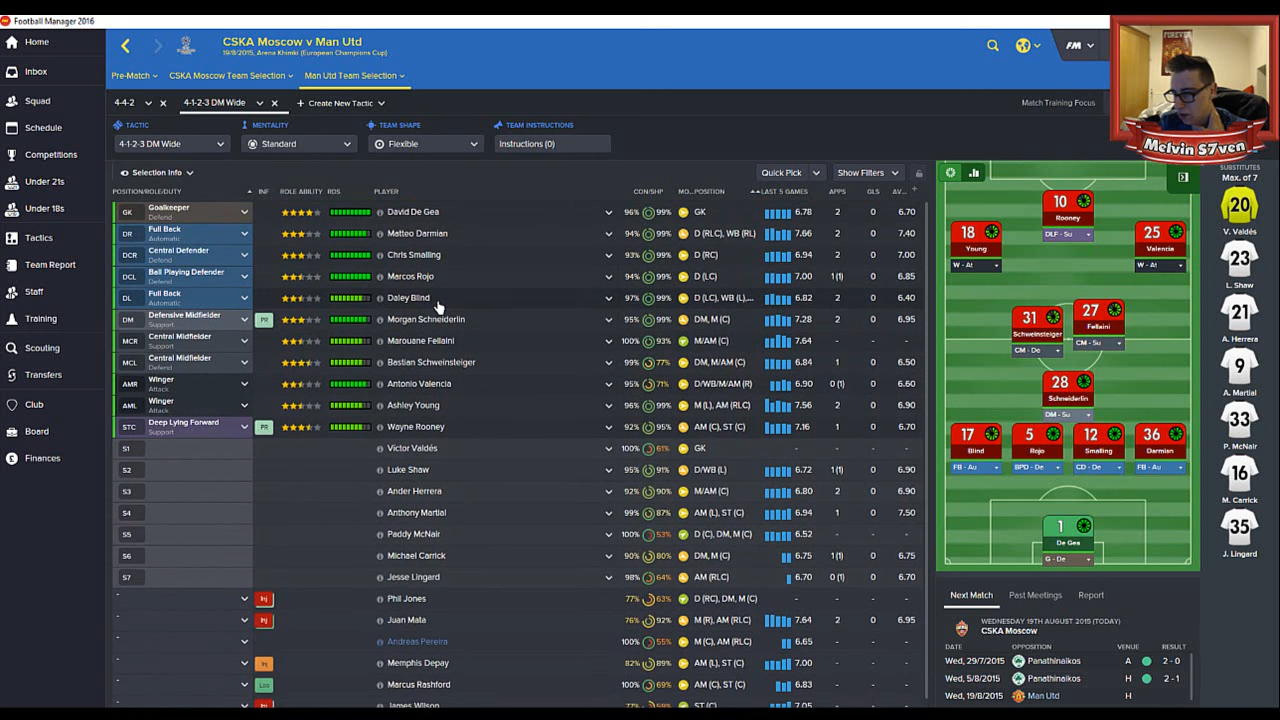 Football Manager 2016
Home
Inbox
Squad
Schedule
Competitions
Under 21s
Under 18s
Tactics
Team Report
Staff
Training
Scouting
Transfers
Club
Board
Finances
CSKA Moscow v Man Utd
19/8/2015, Arena Khimki (European Champions Cup)
FM
Pre-Match CSKA Moscow Team Selection Man Utd Team Selection
4-4-2 4-1-2-3 DM Wide + Create New Tactic Match Training Focus
TACTIC MENTALITY TEAM SHAPE TEAM INSTRUCTIONS
4-1-2-3 DM Wide Standard Flexible Instructions (0)
Selection Info Quick Pick Show Filters
POSITION/ROLE/DUTY INF ROLE ABILITY RDS PLAYER CON/SHP MO... POSITION LAST 5 GAMES APPS GLS AV...
GK Goalkeeper Defend David De Gea 96% 99% GK 6.78 2 0 6.70
DR Full Back Automatic Matteo Darmian 94% 99% D (RLC), WB (RL) 7.66 2 0 7.40
DCR Central Defender Defend Chris Smalling 93% 99% D (RC) 6.94 2 0 7.00
DCL Ball Playing Defender Defend Marcos Rojo 94% 99% D (LC) 7.00 1(1) 0 6.85
DL Full Back Automatic Daley Blind 97% 99% D (LC), WB (L),... 6.82 2 0 6.40
DM Defensive Midfielder Support PR Morgan Schneiderlin 95% 99% DM, M (C) 7.28 2 0 6.95
MCR Central Midfielder Support Marouane Fellaini 100% 93% M/AM (C) 7.64 - - -
MCL Central Midfielder Defend Bastian Schweinsteiger 99% 77% DM, M/AM (C) 6.84 1 0 6.50
AMR Winger Attack Antonio Valencia 95% 71% D/WB/M/AM (R) 6.90 0 (1) 0 6.60
AML Winger Attack Ashley Young 96% 99% M (L), AM (RLC) 7.56 2 0 6.90
STC Deep Lying Forward Support PR Wayne Rooney 92% 95% AM (C), ST (C) 7.16 1 0 6.70
S1 Víctor Valdés 100% 61% GK - - - -
S2 Luke Shaw 95% 91% D/WB (L) 6.72 1(1) 0 6.90
S3 Ander Herrera 92% 90% M/AM (C) 6.80 2 0 6.90
S4 Anthony Martial 99% 87% AM (L), ST (C) 6.94 1 0 7.50
S5 Paddy McNair 100% 53% D (C), DM, M (C) 6.52 - - -
S6 Michael Carrick 90% 80% DM, M (C) 6.75 1(1) 0 6.75
S7 Jesse Lingard 98% 64% AM (RLC) 6.70 0 (1) 0 6.70
- Inj Phil Jones 77% 63% D (RC), DM, M (C) - - - -
- Inj Juan Mata 76% 92% M (R), AM (RLC) 7.64 2 0 6.95
- Andreas Pereira 100% 55% M (C), AM (RLC) 6.65 - - -
- Inj Memphis Depay 82% 89% AM (L), ST (C) 7.00 - - -
- Marcus Rashford 100% 69% AM (C), ST (C) 6.83 - - -
James Wilson 77% 59% ST (C) 7.05 - - -
10
Rooney
DLF - Su
18
Young
W - At
25
Valencia
W - At
31
Schweinsteiger
CM - De
27
Fellaini
CM - Su
28
Schneiderlin
DM - Su
17
Blind
FB - Au
5
Rojo
BPD - De
12
Smalling
CD - De
36
Darmian
FB - Au
1
De Gea
G - De
Melvin S7ven
SUBSTITUTES
Max. of 7
20
V. Valdés
23
L. Shaw
21
A. Herrera
9
A. Martial
33
P. McNair
16
M. Carrick
35
J. Lingard
Next Match Past Meetings Report
WEDNESDAY 19TH AUGUST 2015 (TODAY)
CSKA Moscow
DATE OPPOSITION VENUE RESULT
Wed, 29/7/2015 Panathinaikos A 2 - 0
Wed, 5/8/2015 Panathinaikos H 2 - 1
Wed, 19/8/2015 Man Utd H